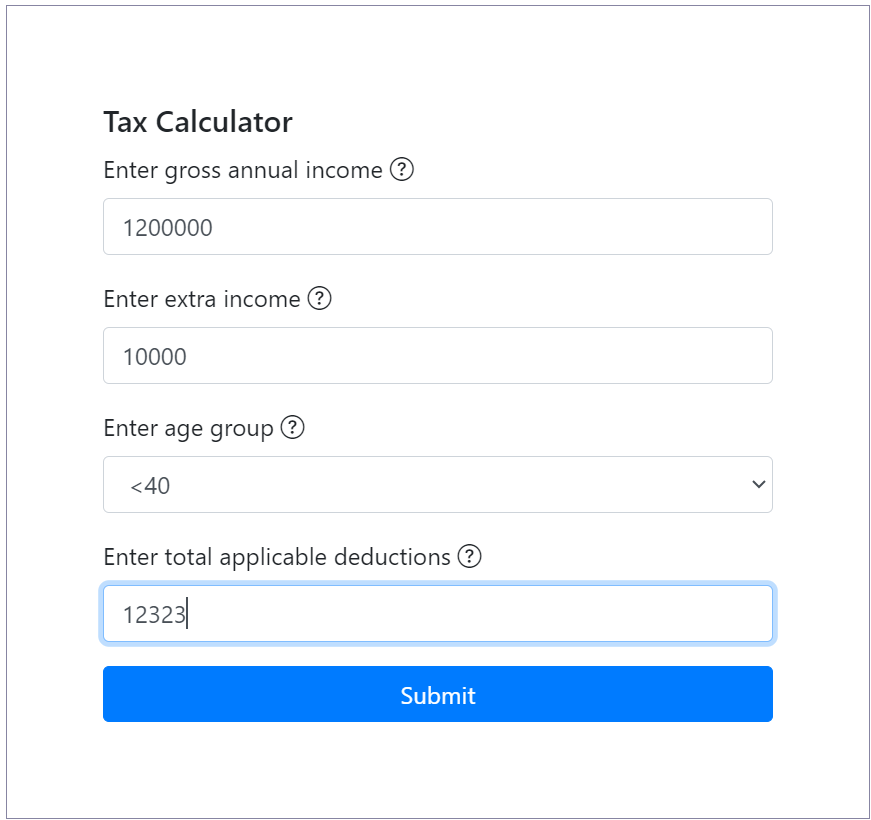 Tax Calculator
Enter gross annual income ?
1200000
Enter extra income ?
10000
Enter age group ?
<40
Enter total applicable deductions ?
12323
Submit